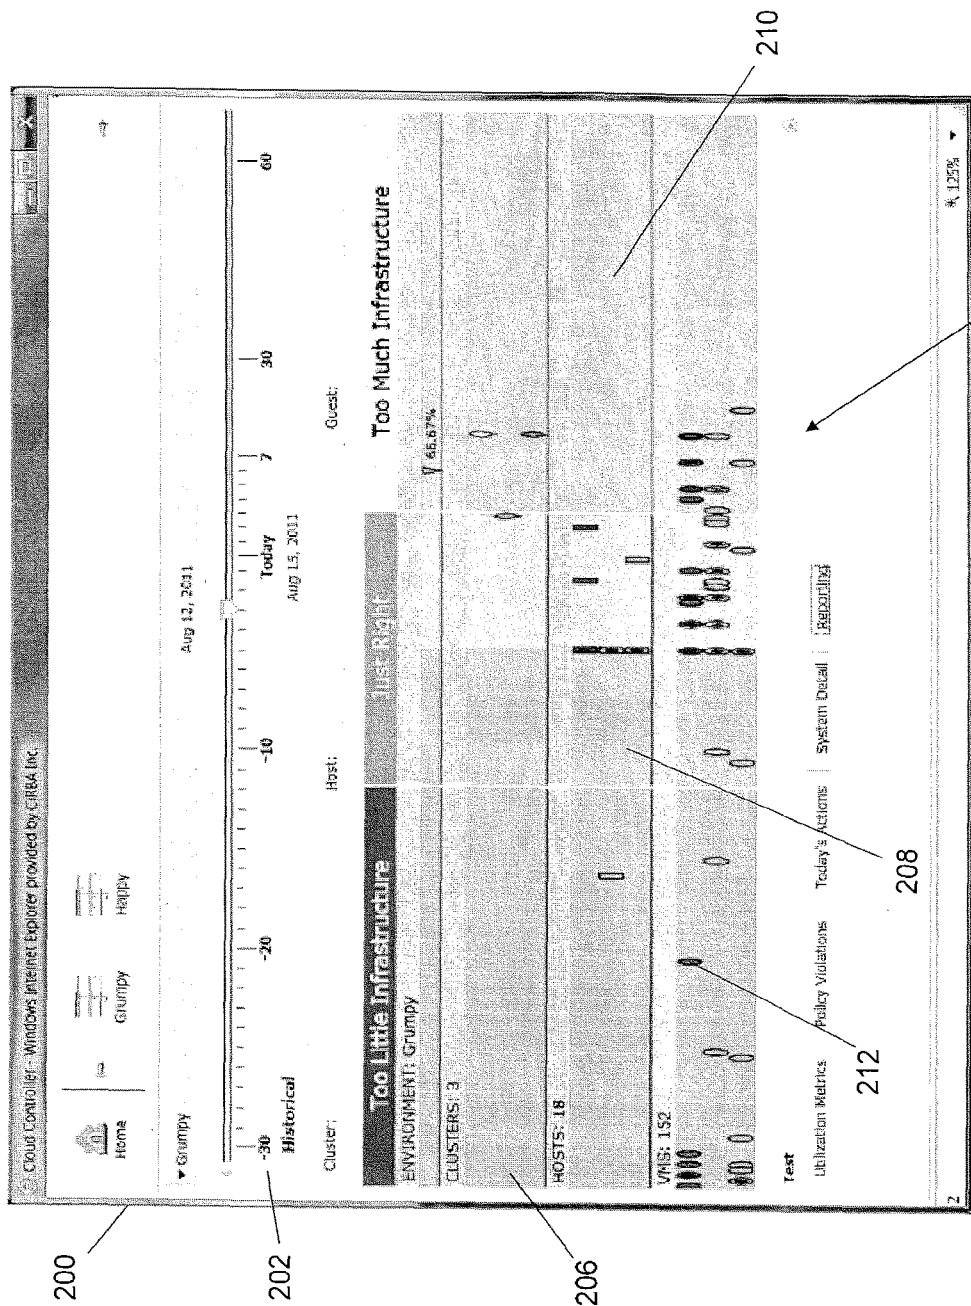 Cloud Controller - Windows Internet Explorer provided by CiRBA Inc
Home
Grumpy
Happy
▼ Grumpy
Aug 12, 2011
-30
-20
-10
Today
7
30
60
Historical
Aug 15, 2011
Cluster:
Host:
Guest:
Too Little Infrastructure
Just Right
Too Much Infrastructure
ENVIRONMENT: Grumpy
66.67%
CLUSTERS: 3
HOSTS: 18
VMS: 152
Test
Utilization Metrics
Policy Violations
Today's Actions
System Detail
Reporting
2
125%
200
202
206
208
210
212